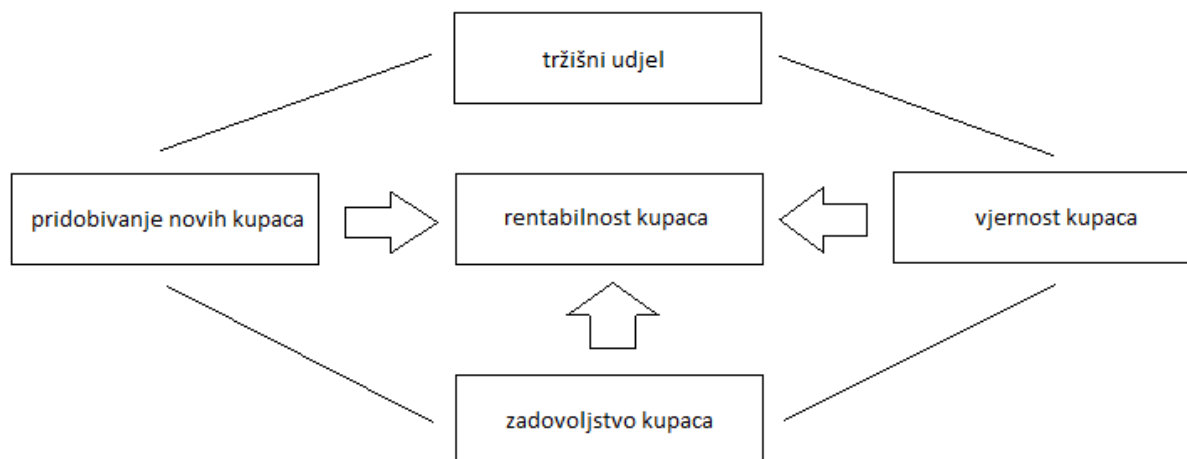 tržišni udjel
pridobivanje novih kupaca
rentabilnost kupaca
vjernost kupaca
zadovoljstvo kupaca